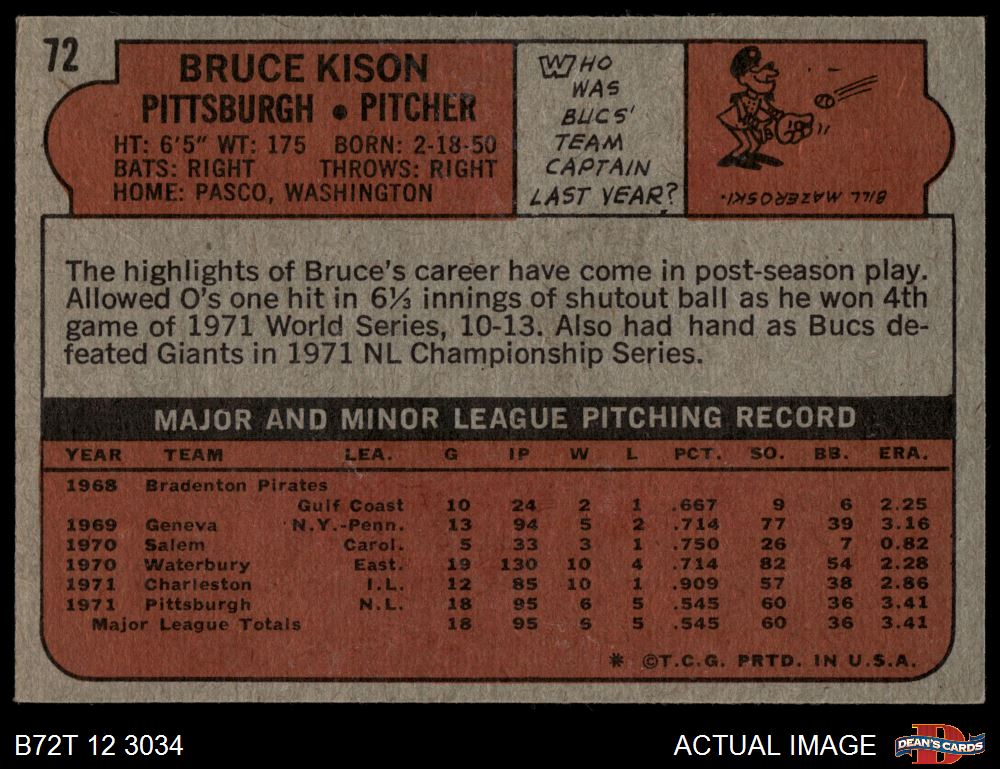 72
BRUCE KISON
PITTSBURGH • PITCHER
HT: 6'5" WT: 175 BORN: 2-18-50
BATS: RIGHT THROWS: RIGHT
HOME: PASCO, WASHINGTON
WHO
WAS
BUCS'
TEAM
CAPTAIN
LAST YEAR?
BILL MAZEROSKI.
The highlights of Bruce's career have come in post-season play.
Allowed O's one hit in 6⅓ innings of shutout ball as he won 4th
game of 1971 World Series, 10-13. Also had hand as Bucs de-
feated Giants in 1971 NL Championship Series.
MAJOR AND MINOR LEAGUE PITCHING RECORD
YEAR TEAM LEA. G IP W L PCT. SO. BB. ERA.
1968 Bradenton Pirates
Gulf Coast 10 24 2 1 .667 9 6 2.25
1969 Geneva N.Y.-Penn. 13 94 5 2 .714 77 39 3.16
1970 Salem Carol. 5 33 3 1 .750 26 7 0.82
1970 Waterbury East. 19 130 10 4 .714 82 54 2.28
1971 Charleston I.L. 12 85 10 1 .909 57 38 2.86
1971 Pittsburgh N.L. 18 95 6 5 .545 60 36 3.41
Major League Totals 18 95 6 5 .545 60 36 3.41
* ©T.C.G. PRTD. IN U.S.A.
B72T 12 3034
ACTUAL IMAGE
D
DEAN'S CARDS